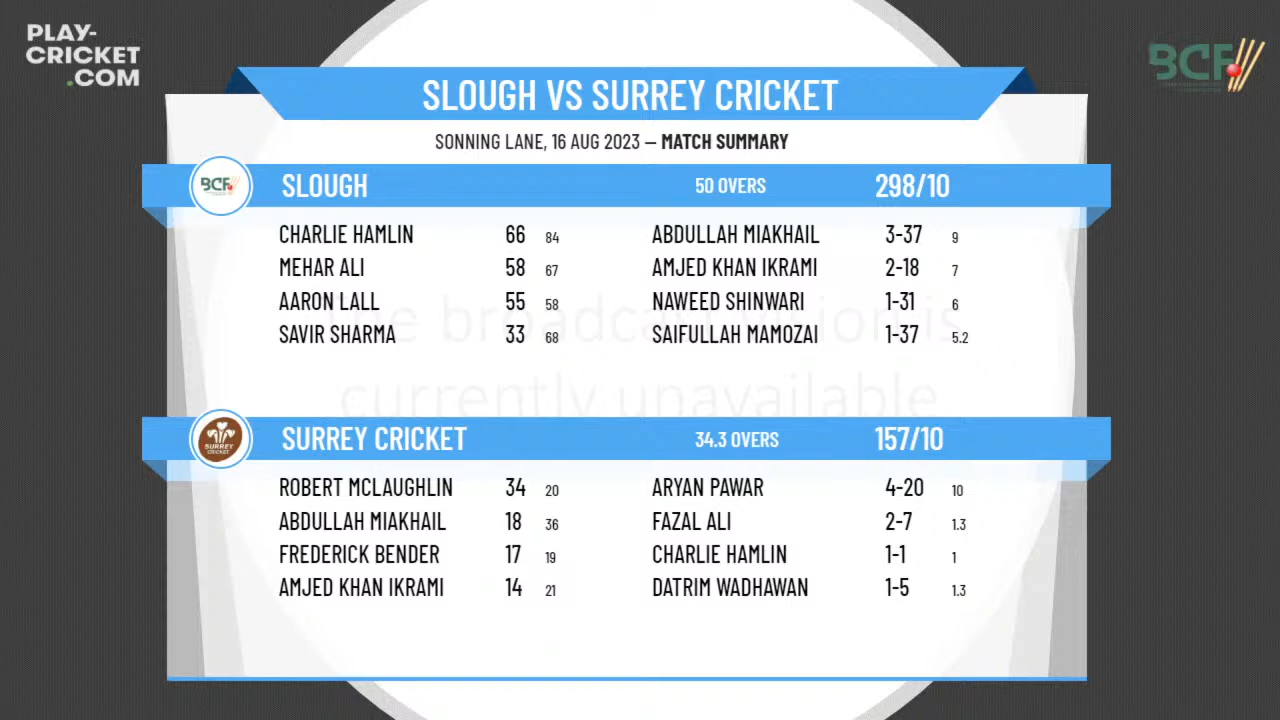 PLAY-
CRICKET
.COM
BCF
SLOUGH VS SURREY CRICKET
SONNING LANE, 16 AUG 2023 – MATCH SUMMARY
BCF
SLOUGH 50 OVERS 298/10
CHARLIE HAMLIN 66 84 ABDULLAH MIAKHAIL 3-37 9
MEHAR ALI 58 67 AMJED KHAN IKRAMI 2-18 7
AARON LALL 55 58 NAWEED SHINWARI 1-31 6
SAVIR SHARMA 33 68 SAIFULLAH MAMOZAI 1-37 5.2
The broadcast vision is
currently unavailable
SURREY
CRICKET
SURREY CRICKET 34.3 OVERS 157/10
ROBERT MCLAUGHLIN 34 20 ARYAN PAWAR 4-20 10
ABDULLAH MIAKHAIL 18 36 FAZAL ALI 2-7 1.3
FREDERICK BENDER 17 19 CHARLIE HAMLIN 1-1 1
AMJED KHAN IKRAMI 14 21 DATRIM WADHAWAN 1-5 1.3